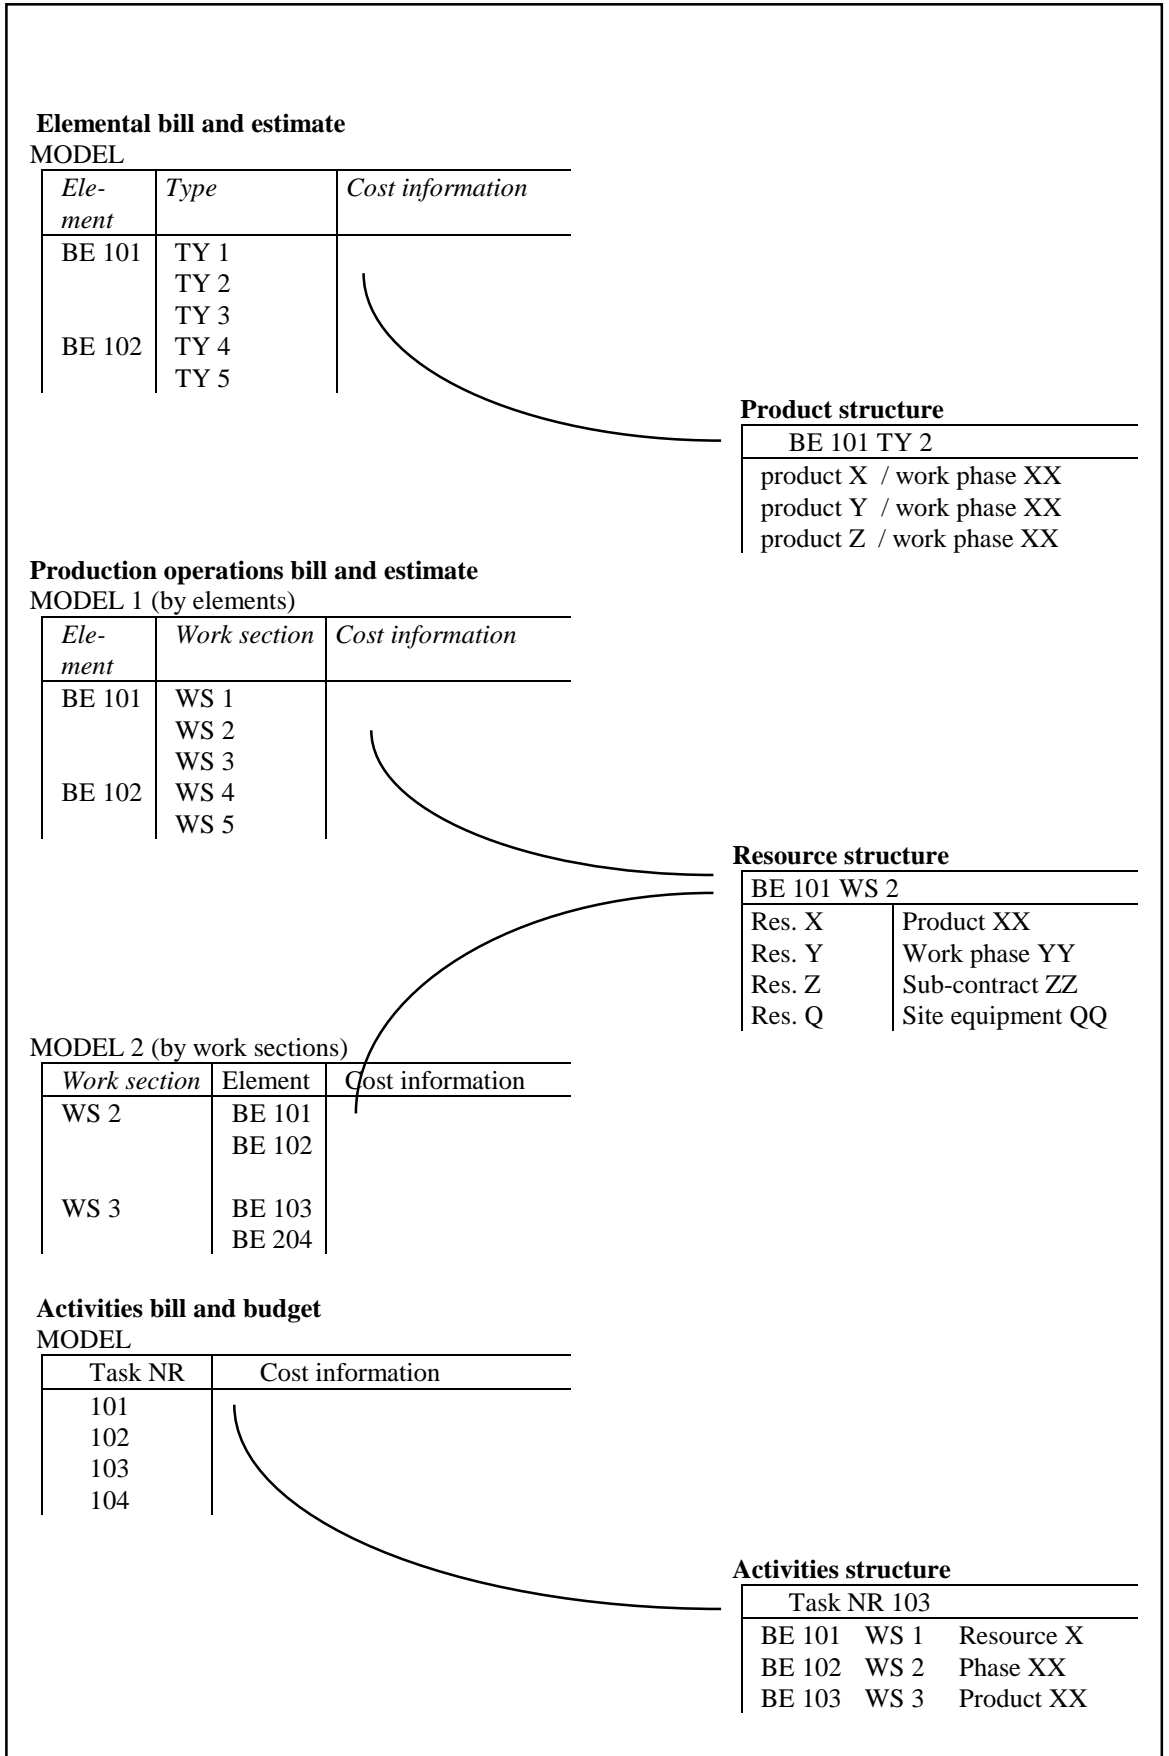 Elemental bill and estimate
MODEL
Ele- Type Cost information
ment
BE 101 TY 1
TY 2
TY 3
BE 102 TY 4
TY 5
Product structure
BE 101 TY 2
product X / work phase XX
product Y / work phase XX
product Z / work phase XX
Production operations bill and estimate
MODEL 1 (by elements)
Ele- Work section Cost information
ment
BE 101 WS 1
WS 2
WS 3
BE 102 WS 4
WS 5
Resource structure
BE 101 WS 2
Res. X Product XX
Res. Y Work phase YY
Res. Z Sub-contract ZZ
Res. Q Site equipment QQ
MODEL 2 (by work sections)
Work section Element Cost information
WS 2 BE 101
BE 102
WS 3 BE 103
BE 204
Activities bill and budget
MODEL
Task NR Cost information
101
102
103
104
Activities structure
Task NR 103
BE 101 WS 1 Resource X
BE 102 WS 2 Phase XX
BE 103 WS 3 Product XX